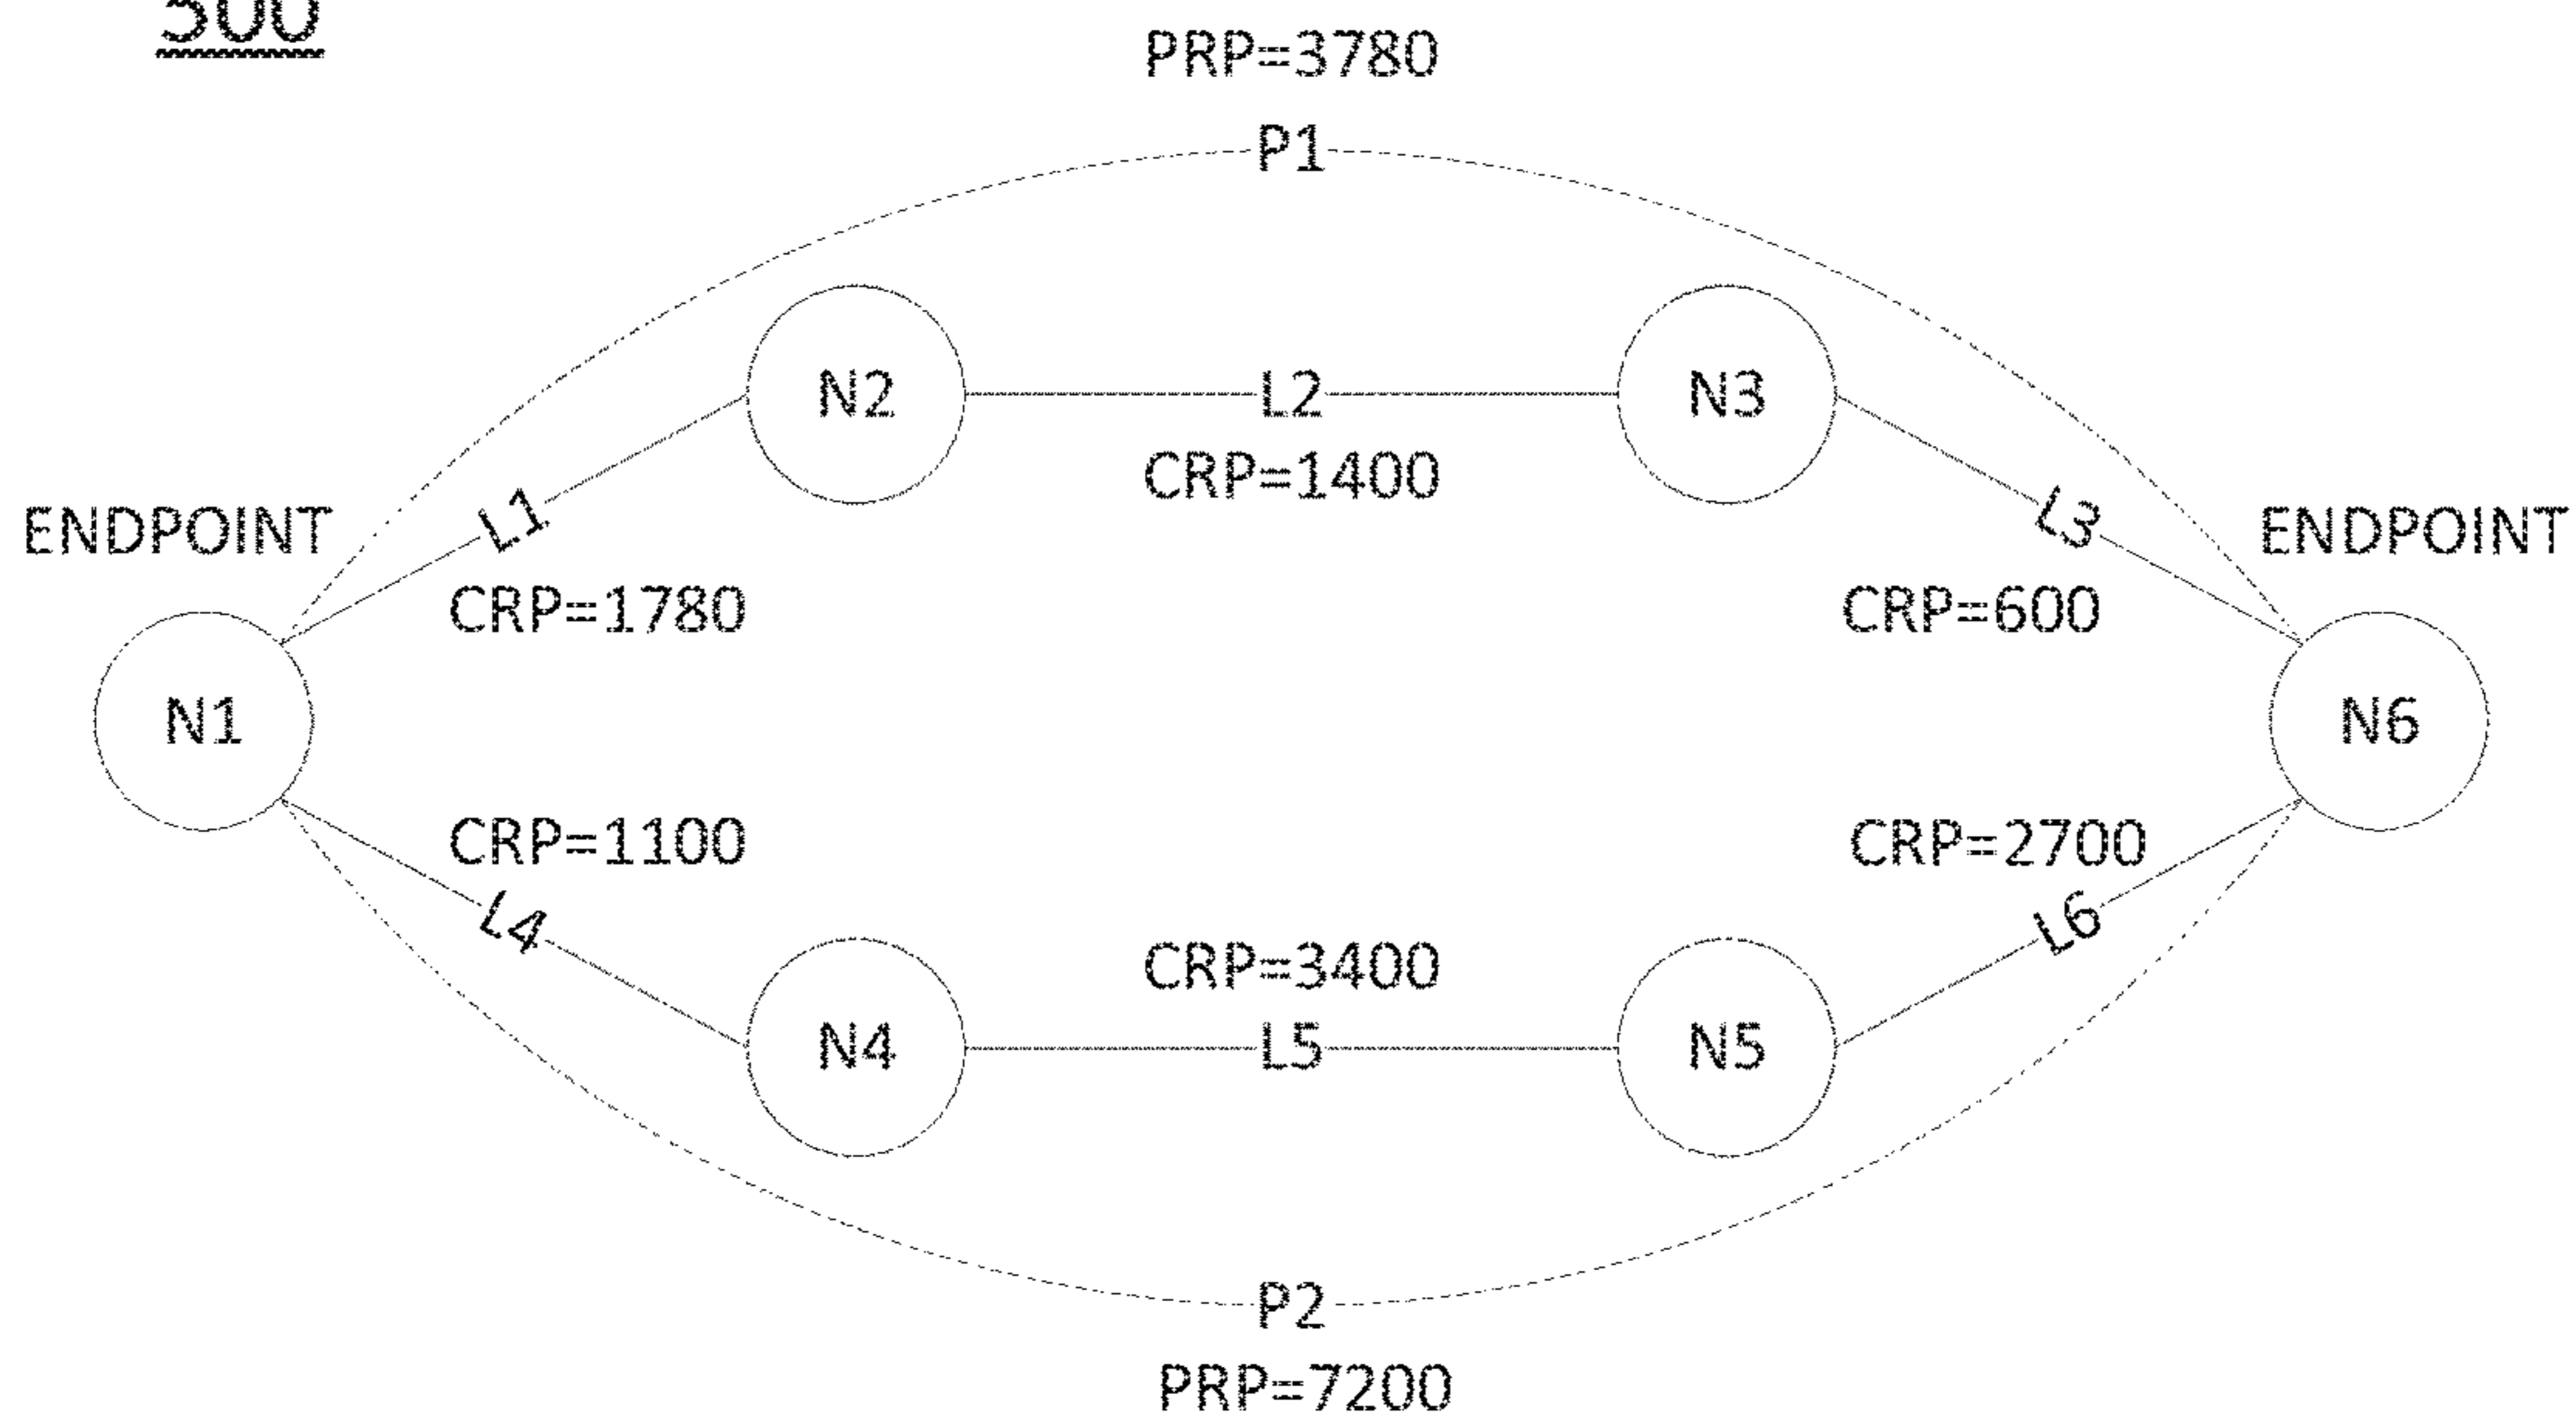 500
PRP=3780
P1
N2
L2
N3
CRP=1400
L1
L3
ENDPOINT
ENDPOINT
CRP=1780
CRP=600
N1
N6
CRP=1100
CRP=2700
L4
L6
CRP=3400
N4
L5
N5
P2
PRP=7200